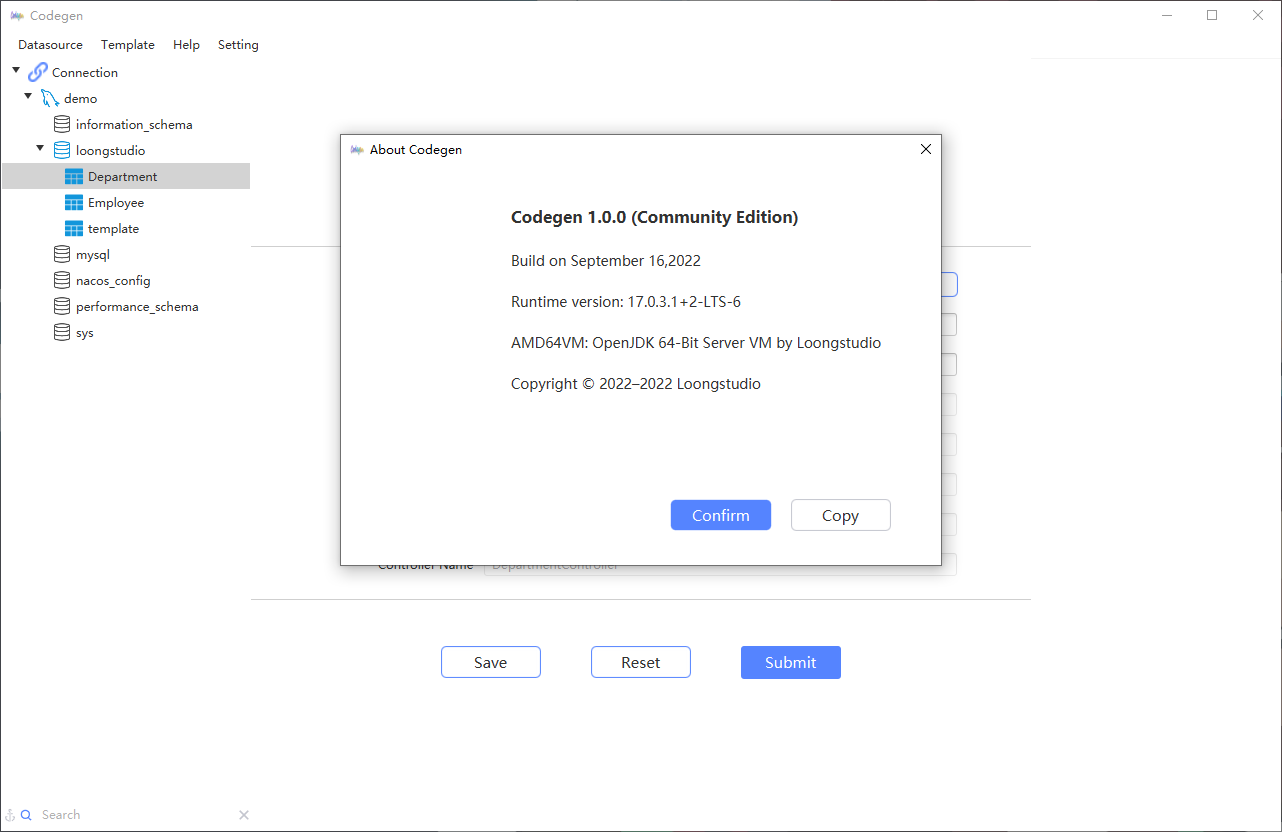 Codegen
Datasource Template Help Setting
Connection
demo
information_schema
loongstudio
Department
Employee
template
mysql
nacos_config
performance_schema
sys
About Codegen
Codegen 1.0.0 (Community Edition)
Build on September 16,2022
Runtime version: 17.0.3.1+2-LTS-6
AMD64VM: OpenJDK 64-Bit Server VM by Loongstudio
Copyright © 2022–2022 Loongstudio
Confirm Copy
Controller Name DepartmentController
Save Reset Submit
Search